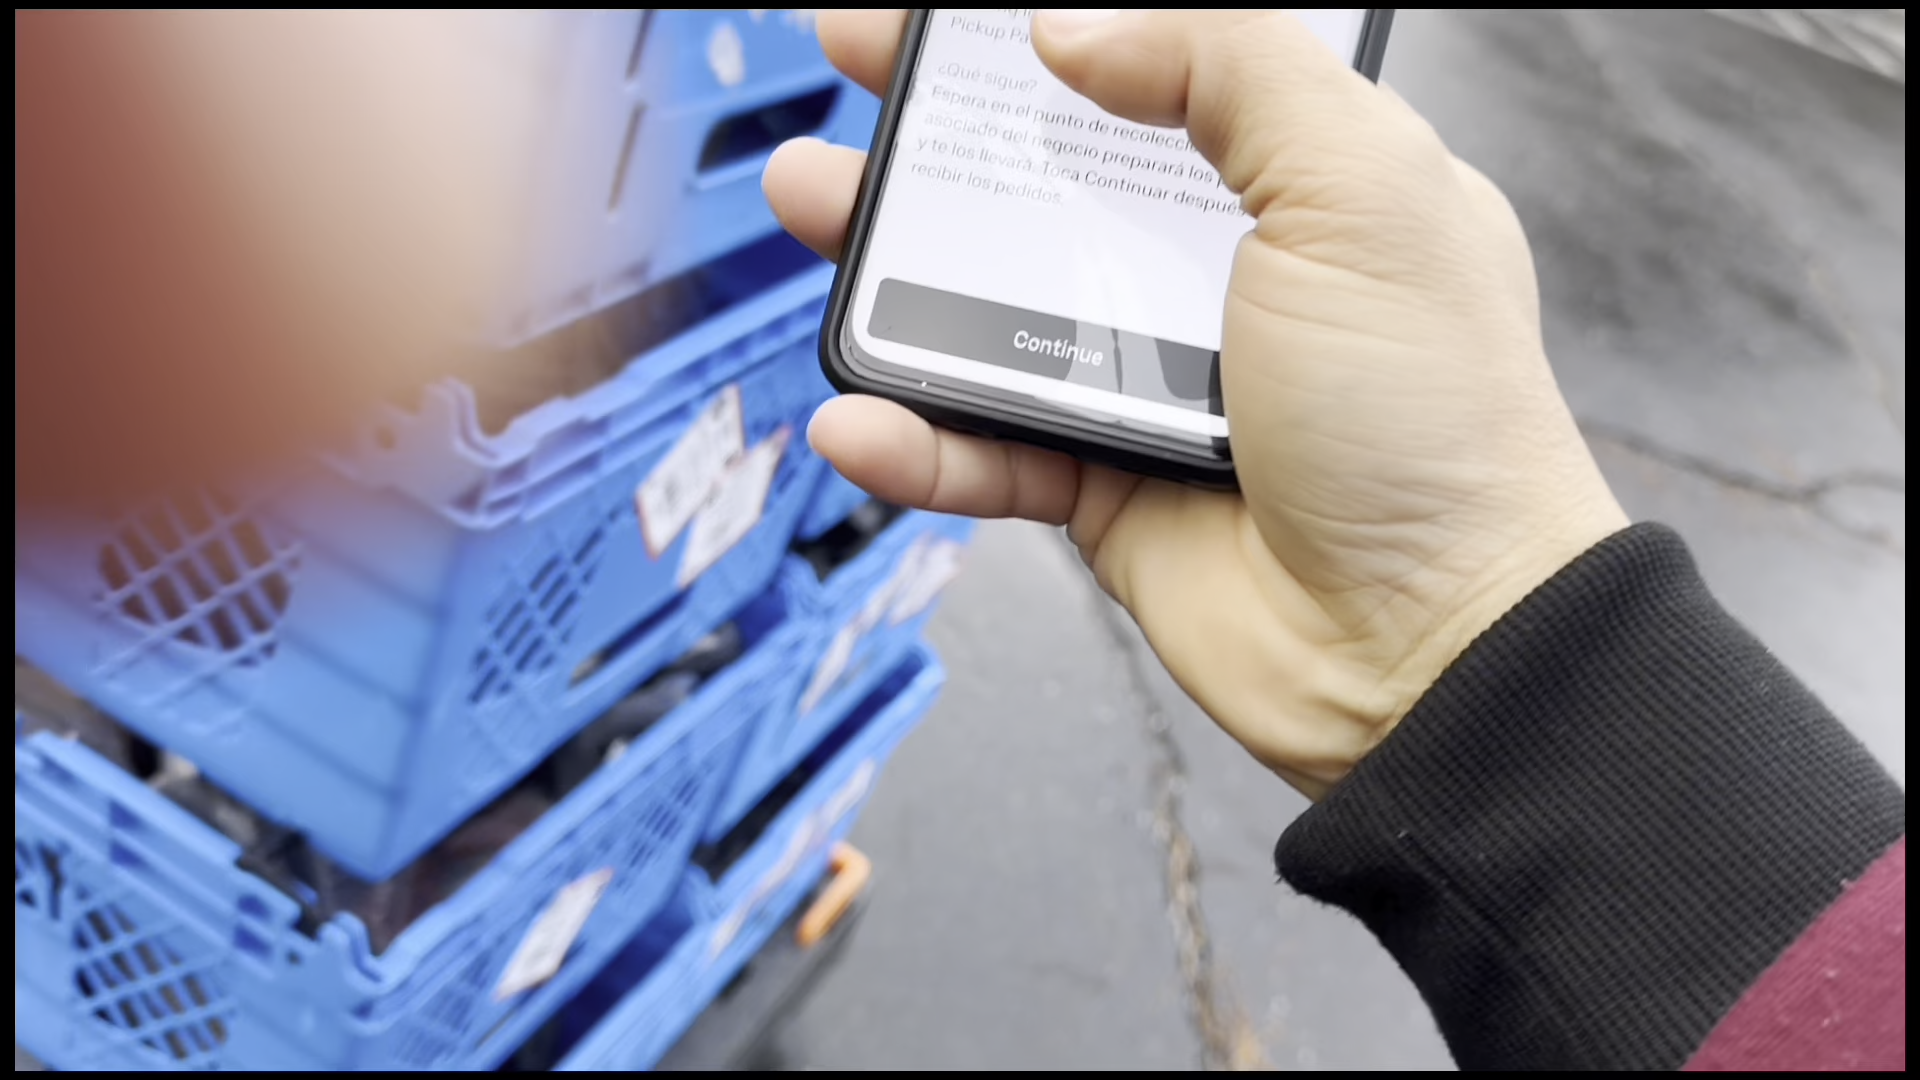 Pickup Pa
¿Qué sigue?
Espera en el punto de recolecci
asociado del negocio preparará los p
y te los llevará. Toca Continuar después
recibir los pedidos.
Continue